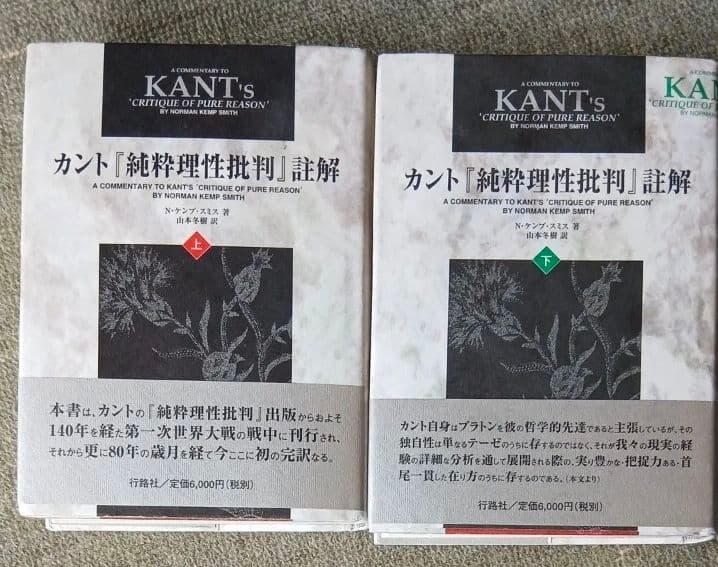 A COMMENTARY TO
KANT's
'CRITIQUE OF PURE REASON'
BY NORMAN KEMP SMITH
カント『純粋理性批判』註解
A COMMENTARY TO KANT'S 'CRITIQUE OF PURE REASON'
BY NORMAN KEMP SMITH
N・ケンプ・スミス 著
山本冬樹 訳
上
本書は、カントの『純粋理性批判』出版からおよそ
140年を経た第一次世界大戦の戦中に刊行され、
それから更に80年の歳月を経て今ここに初の完訳なる。
行路社/定価6,000円(税別)
A COMMENTARY TO
KANT's
'CRITIQUE OF PURE REASON'
BY NORMAN KEMP SMITH
カント『純粋理性批判』註解
A COMMENTARY TO KANT'S 'CRITIQUE OF PURE REASON'
BY NORMAN KEMP SMITH
N・ケンプ・スミス 著
山本冬樹 訳
下
カント自身はプラトンを彼の哲学的先達であると主張しているが、その
独自性は単なるテーゼのうちに存するのではなく、それが我々の現実の経
験の詳細な分析を通して展開される際の、実り豊かな・把捉力ある・首
尾一貫した在り方のうちに存するのである。(本文より)
行路社/定価6,000円(税別)
A COMME
KAN
'CRITIQUE O
BY NORMAN